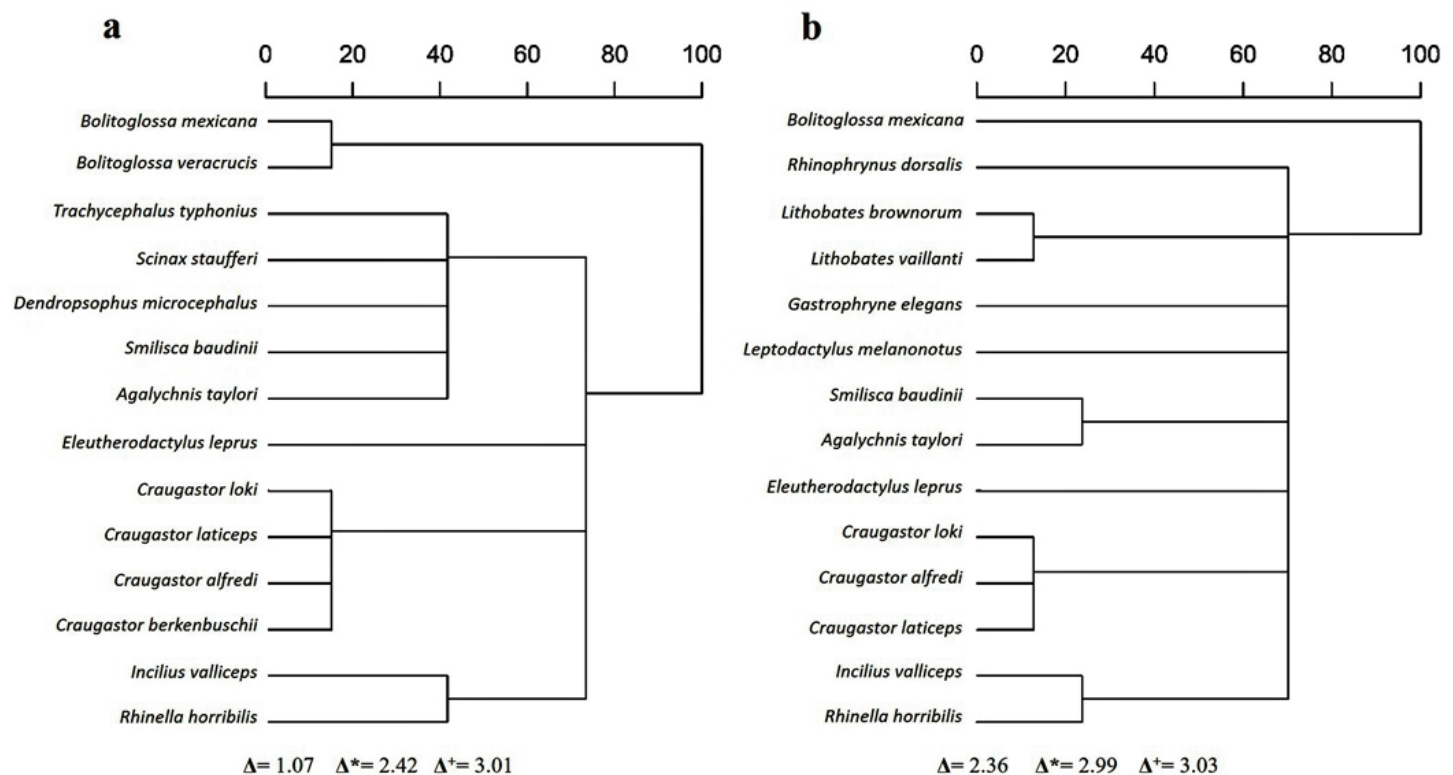 a
0 20 40 60 80 100
Bolitoglossa mexicana
Bolitoglossa veracrucis
Trachycephalus typhonius
Scinax staufferi
Dendropsophus microcephalus
Smilisca baudinii
Agalychnis taylori
Eleutherodactylus leprus
Craugastor loki
Craugastor laticeps
Craugastor alfredi
Craugastor berkenbuschii
Incilius valliceps
Rhinella horribilis
Δ= 1.07 Δ*= 2.42 Δ⁺= 3.01
b
0 20 40 60 80 100
Bolitoglossa mexicana
Rhinophrynus dorsalis
Lithobates brownorum
Lithobates vaillanti
Gastrophryne elegans
Leptodactylus melanonotus
Smilisca baudinii
Agalychnis taylori
Eleutherodactylus leprus
Craugastor loki
Craugastor alfredi
Craugastor laticeps
Incilius valliceps
Rhinella horribilis
Δ= 2.36 Δ*= 2.99 Δ⁺= 3.03